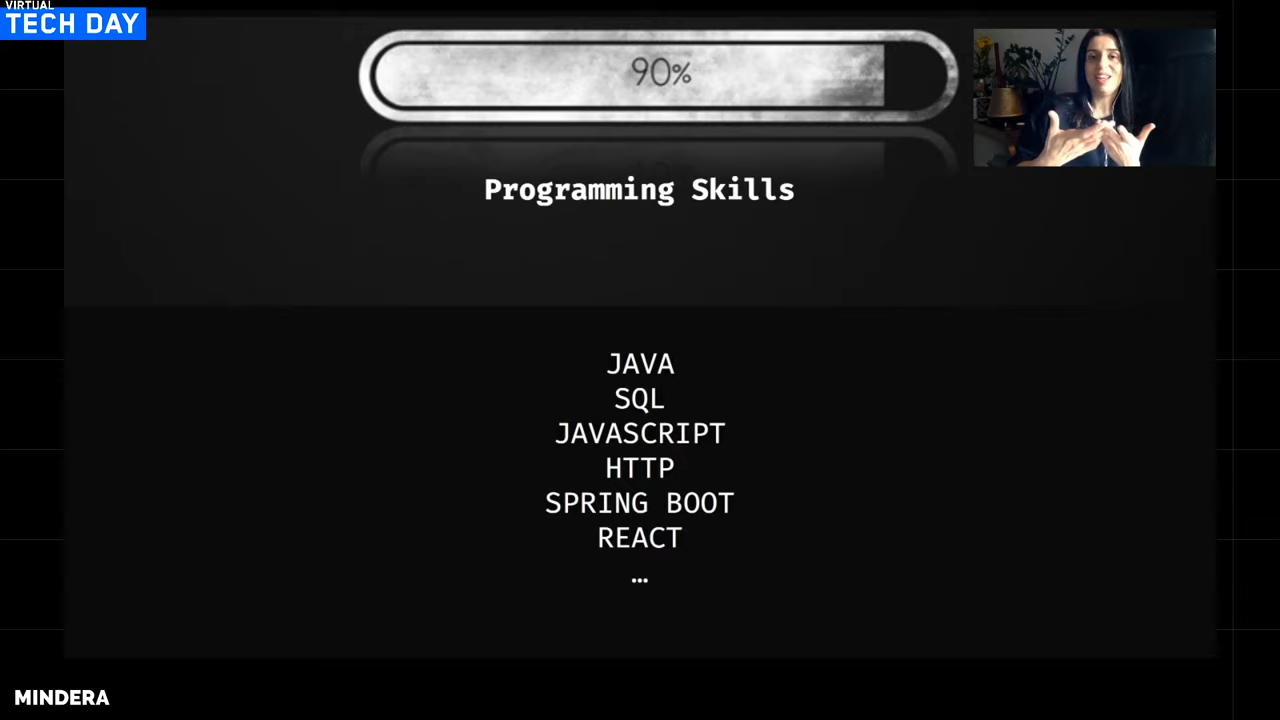 VIRTUAL
TECH DAY
90%
Programming Skills
JAVA
SQL
JAVASCRIPT
HTTP
SPRING BOOT
REACT
…
MINDERA